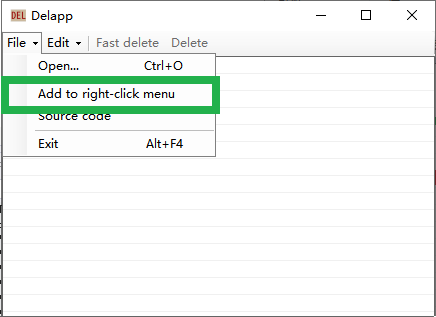 DEL Delapp
File Edit Fast delete Delete
Open... Ctrl+O
Add to right-click menu
Source code
Exit Alt+F4